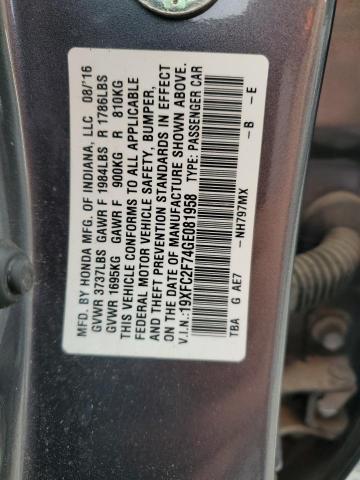 MFD. BY HONDA MFG. OF INDIANA, LLC 08/16
GVWR 3737LBS GAWR F 1984LBS R 1786LBS
GVWR 1695KG GAWR F 900KG R 810KG
THIS VEHICLE CONFORMS TO ALL APPLICABLE
FEDERAL MOTOR VEHICLE SAFETY, BUMPER,
AND THEFT PREVENTION STANDARDS IN EFFECT
ON THE DATE OF MANUFACTURE SHOWN ABOVE.
V.I.N.:19XFC2F74GE081958 TYPE: PASSENGER CAR
NH797MX -B -E
TBA G AE7